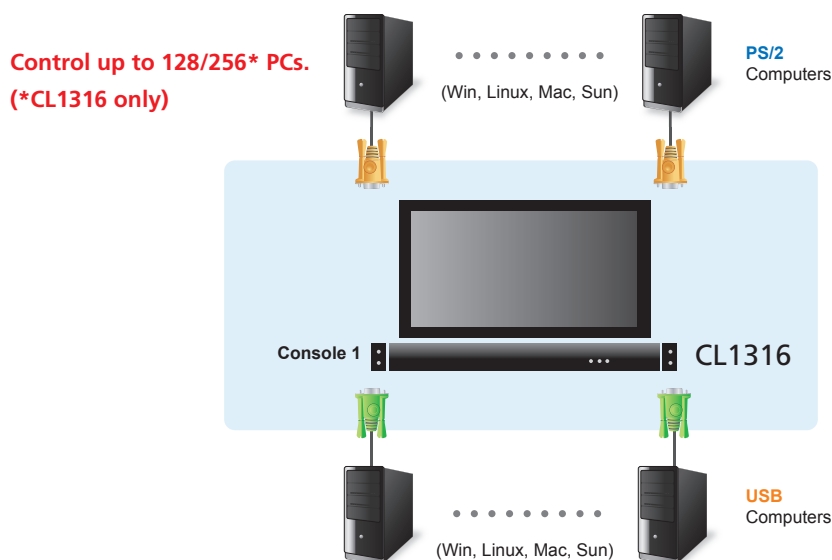 Control up to 128/256* PCs.
(*CL1316 only)
(Win, Linux, Mac, Sun)
PS/2
Computers
Console 1
CL1316
USB
Computers
(Win, Linux, Mac, Sun)